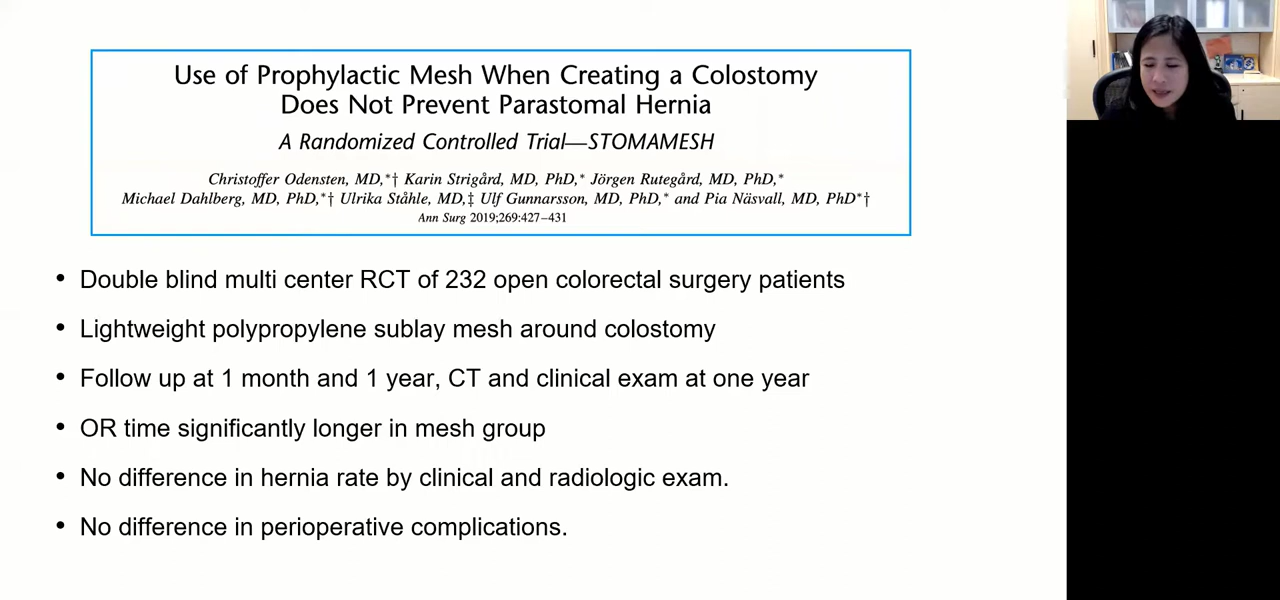 Use of Prophylactic Mesh When Creating a Colostomy
Does Not Prevent Parastomal Hernia
A Randomized Controlled Trial—STOMAMESH
Christoffer Odensten, MD,*† Karin Strigård, MD, PhD,* Jörgen Rutegård, MD, PhD,*
Michael Dahlberg, MD, PhD,*† Ulrika Ståhle, MD,‡ Ulf Gunnarsson, MD, PhD,* and Pia Näsvall, MD, PhD*†
Ann Surg 2019;269:427–431
• Double blind multi center RCT of 232 open colorectal surgery patients
• Lightweight polypropylene sublay mesh around colostomy
• Follow up at 1 month and 1 year, CT and clinical exam at one year
• OR time significantly longer in mesh group
• No difference in hernia rate by clinical and radiologic exam.
• No difference in perioperative complications.